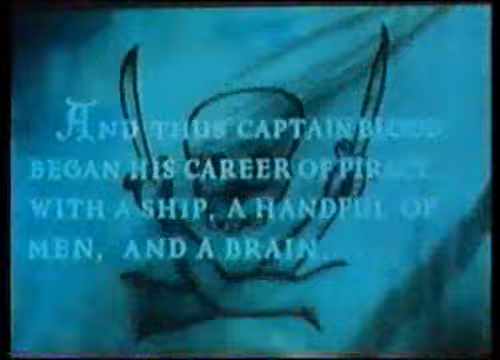 AND THUS CAPTAIN BLOOD
BEGAN HIS CAREER OF PIRACY
WITH A SHIP, A HANDFUL OF
MEN, AND A BRAIN.